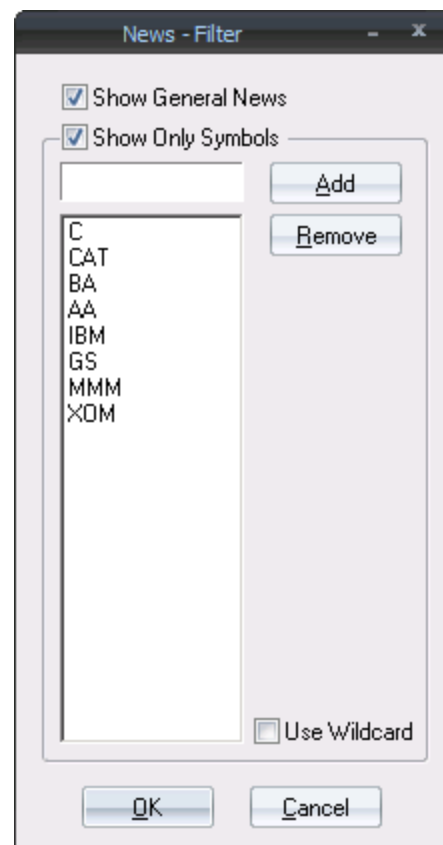 News - Filter
Show General News
Show Only Symbols
Add
Remove
C
CAT
BA
AA
IBM
GS
MMM
XOM
Use Wildcard
OK
Cancel